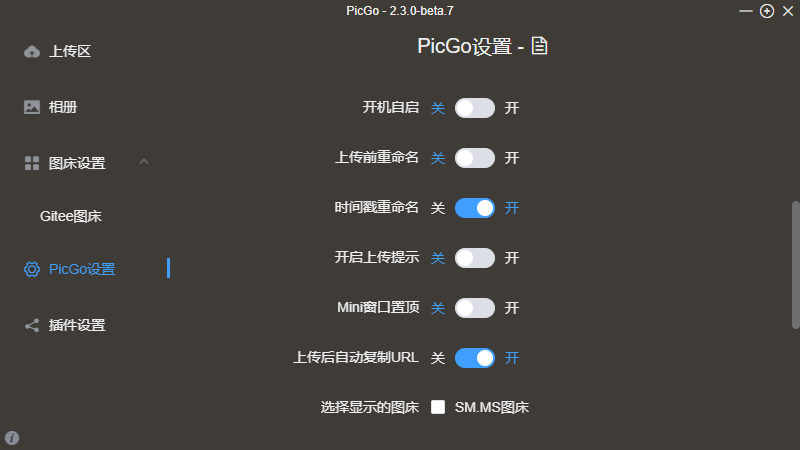 PicGo - 2.3.0-beta.7
上传区
相册
图床设置
Gitee图床
PicGo设置
插件设置
PicGo设置 -
开机自启 关 开
上传前重命名 关 开
时间戳重命名 关 开
开启上传提示 关 开
Mini窗口置顶 关 开
上传后自动复制URL 关 开
选择显示的图床 SM.MS图床